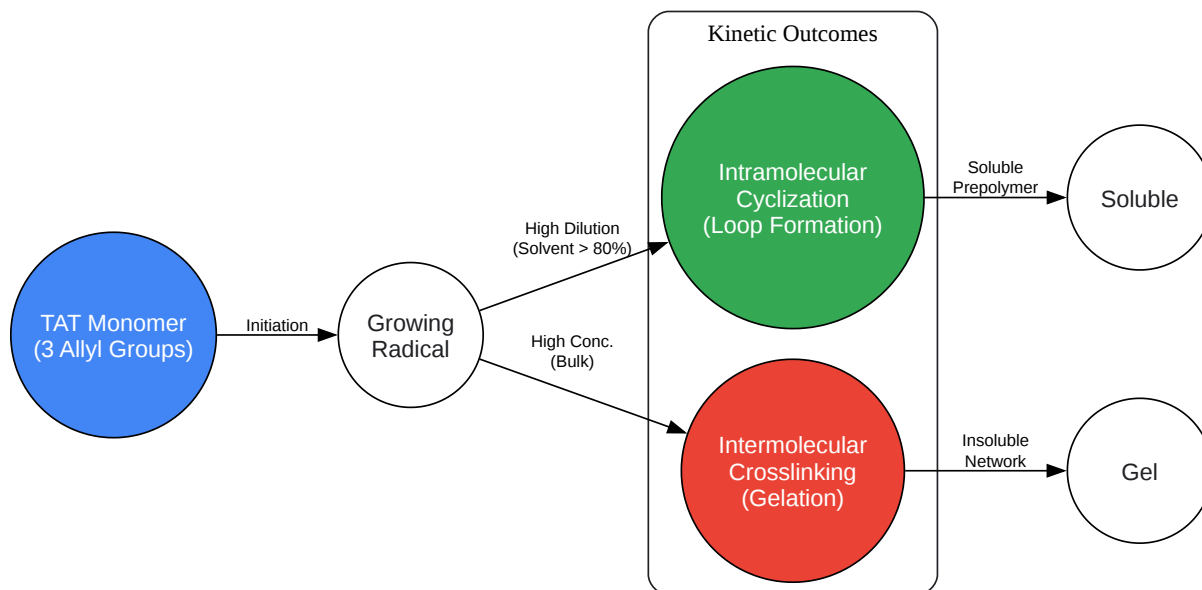 Kinetic Outcomes
TAT Monomer
(3 Allyl Groups)
Initiation
Growing
Radical
High Dilution
(Solvent > 80%)
High Conc.
(Bulk)
Intramolecular
Cyclization
(Loop Formation)
Soluble
Prepolymer
Soluble
Intermolecular
Crosslinking
(Gelation)
Insoluble
Network
Gel